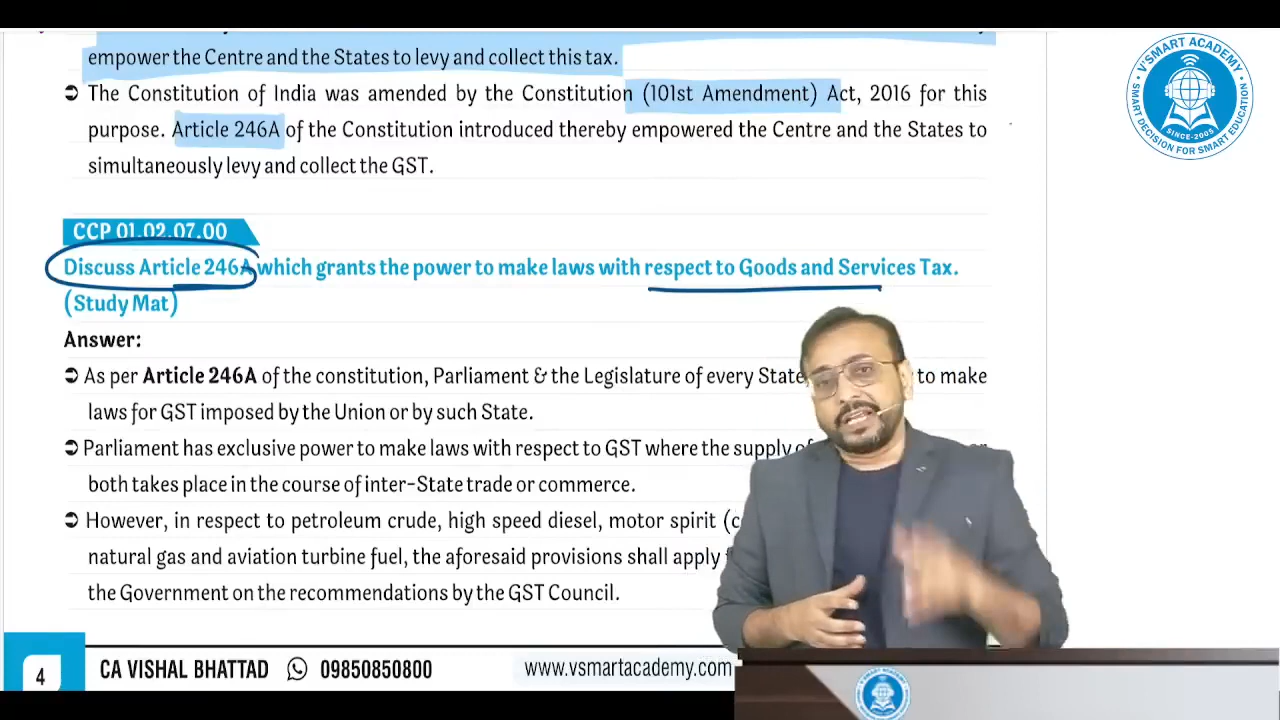 empower the Centre and the States to levy and collect this tax.
➲ The Constitution of India was amended by the Constitution (101st Amendment) Act, 2016 for this
purpose. Article 246A of the Constitution introduced thereby empowered the Centre and the States to
simultaneously levy and collect the GST.
CCP 01.02.07.00
Discuss Article 246A which grants the power to make laws with respect to Goods and Services Tax.
(Study Mat)
Answer:
➲ As per Article 246A of the constitution, Parliament & the Legislature of every State, to make
laws for GST imposed by the Union or by such State.
➲ Parliament has exclusive power to make laws with respect to GST where the supply of
both takes place in the course of inter-State trade or commerce.
➲ However, in respect to petroleum crude, high speed diesel, motor spirit
natural gas and aviation turbine fuel, the aforesaid provisions shall apply
the Government on the recommendations by the GST Council.
4
CA VISHAL BHATTAD 09850850800
www.vsmartacademy.com
V'SMART ACADEMY
SINCE-2005
SMART DECISION FOR SMART EDUCATION